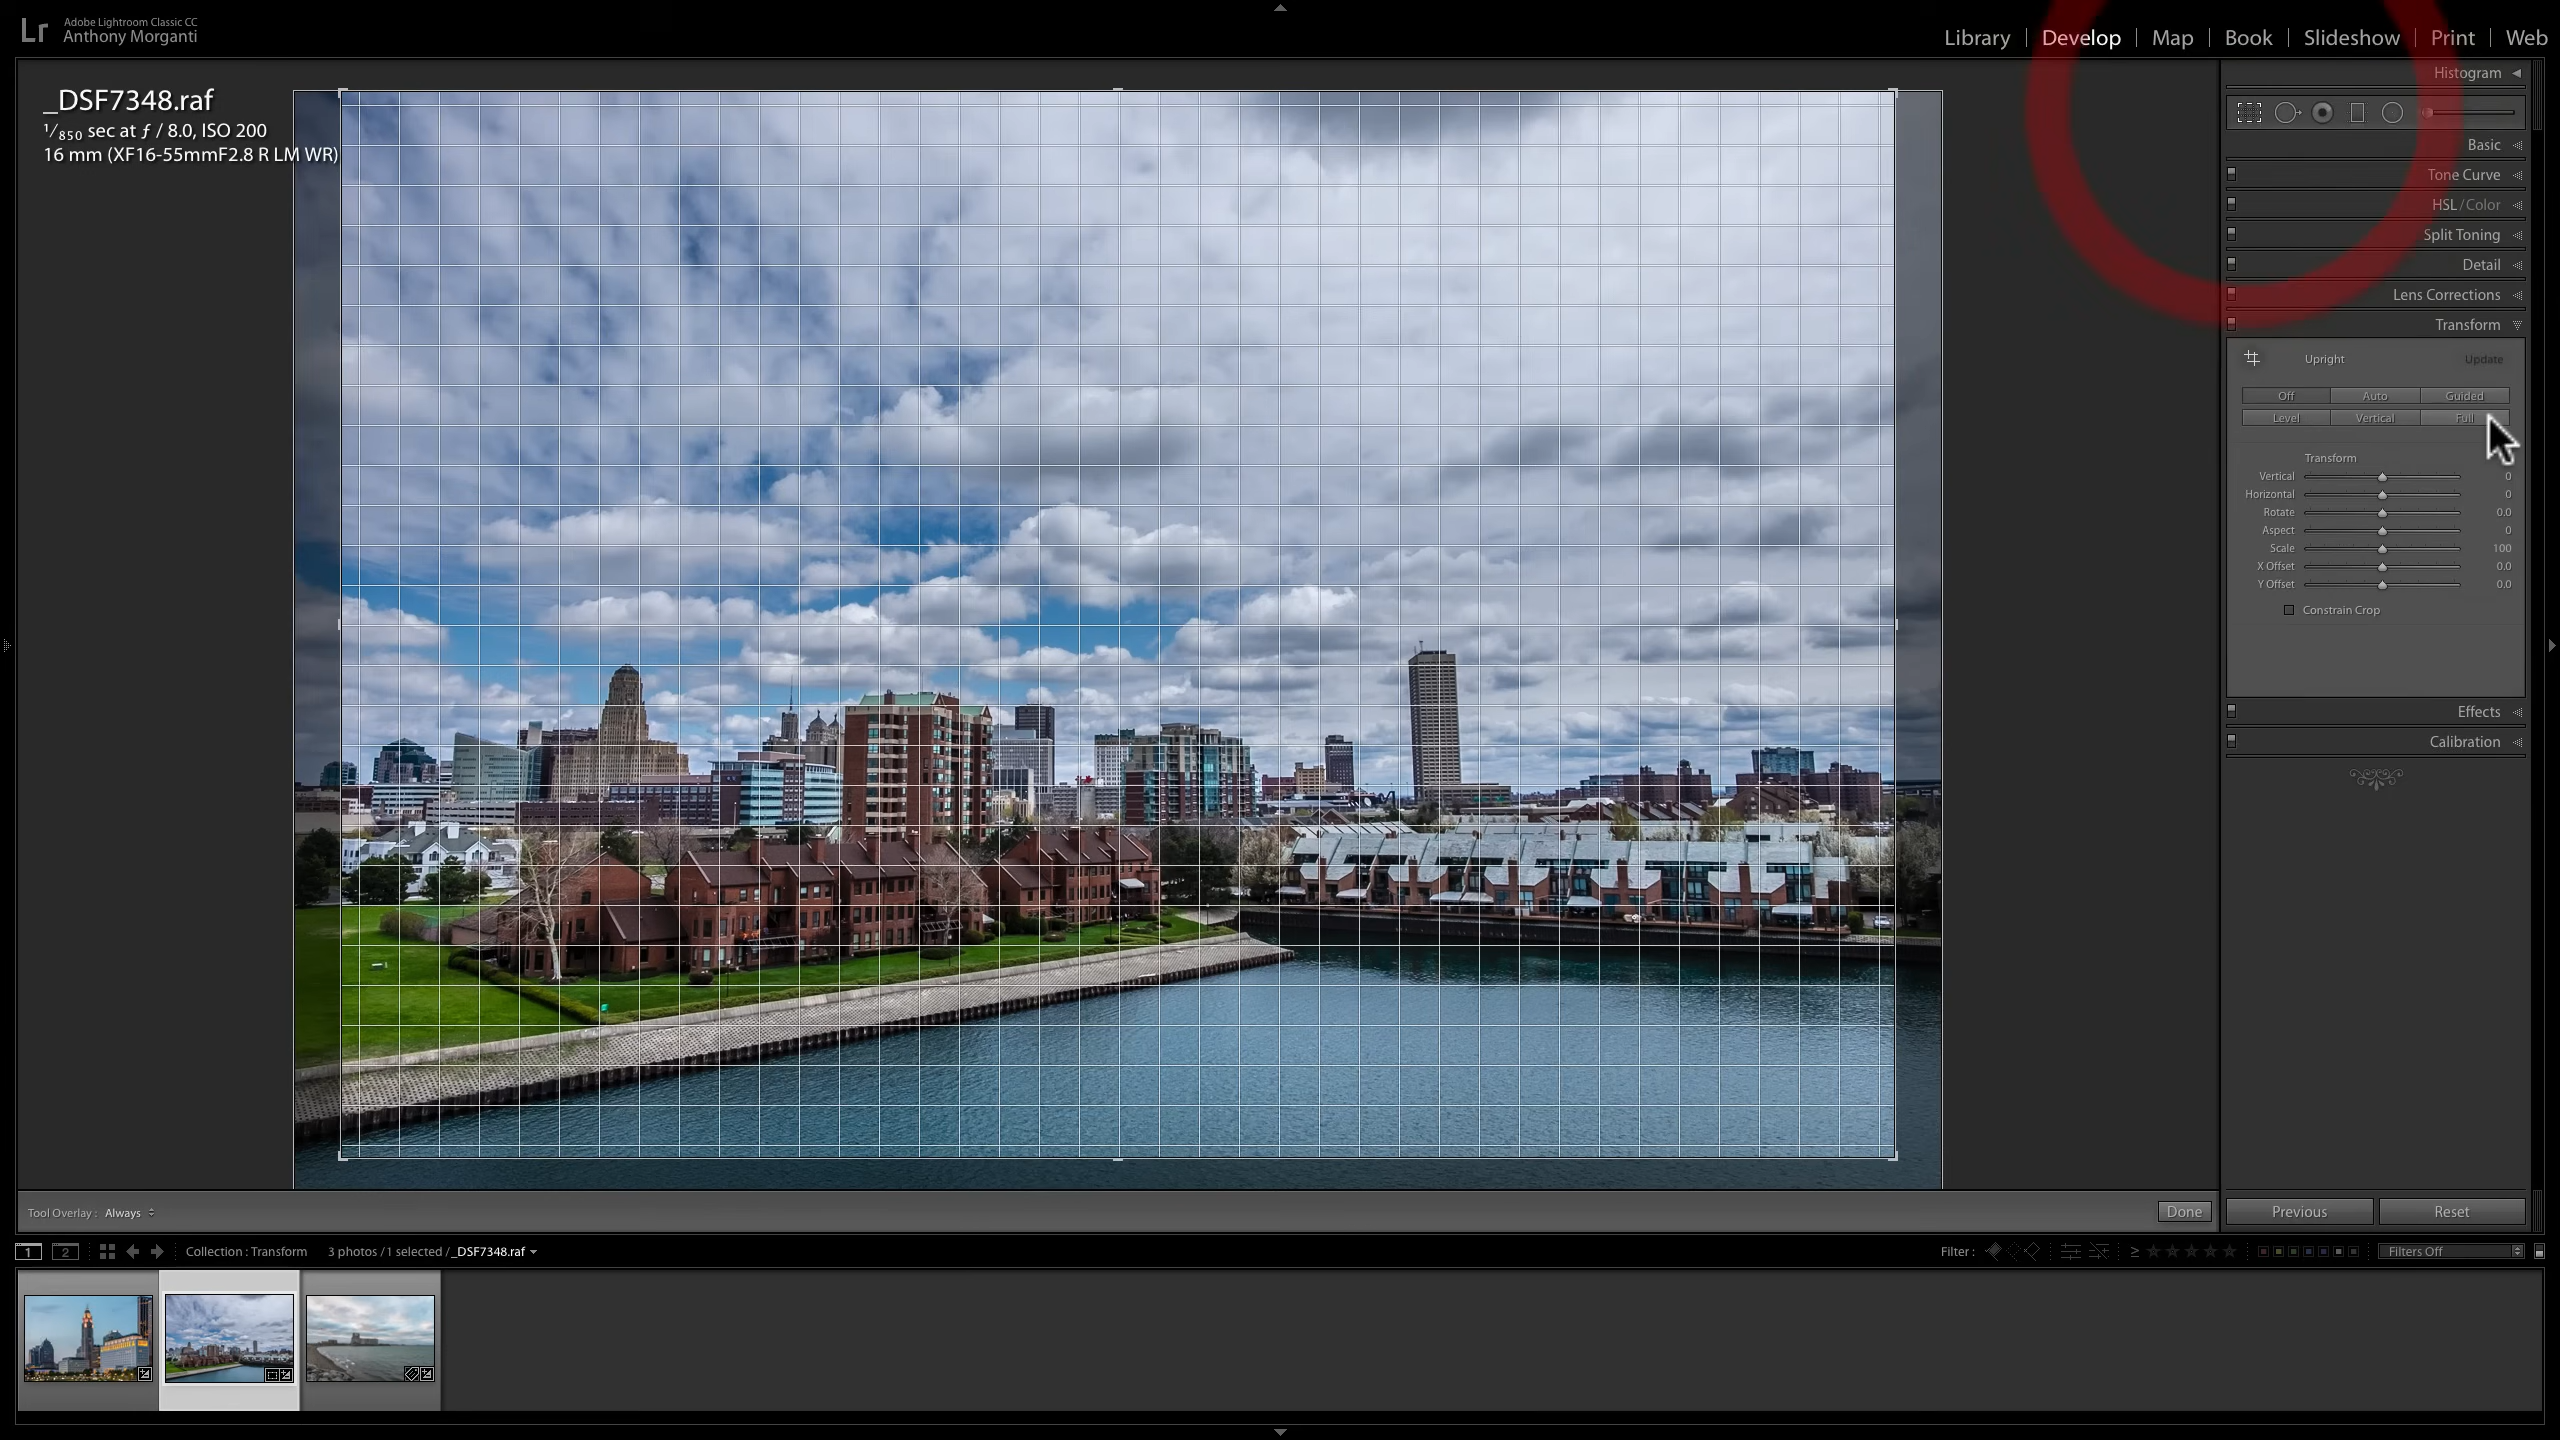 Lr
Adobe Lightroom Classic CC
Anthony Morganti
Library | Develop | Map | Book | Slideshow | Print | Web
_DSF7348.raf
1/850 sec at ƒ / 8.0, ISO 200
16 mm (XF16-55mmF2.8 R LM WR)
Histogram
Basic
Tone Curve
HSL / Color
Split Toning
Detail
Lens Corrections
Transform
Upright Update
Off Auto Guided
Level Vertical Full
Transform
Vertical 0
Horizontal 0
Rotate 0.0
Aspect 0
Scale 100
X Offset 0.0
Y Offset 0.0
Constrain Crop
Effects
Calibration
Tool Overlay : Always Done
Previous Reset
1 2 Collection : Transform 3 photos / 1 selected / _DSF7348.raf Filter : ≥ Filters Off